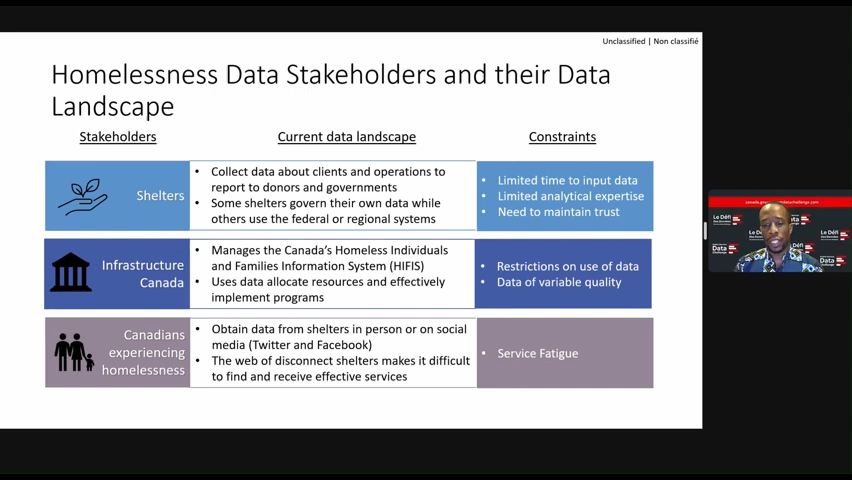 Unclassified | Non classifié
Homelessness Data Stakeholders and their Data
Landscape
Stakeholders
Current data landscape
Constraints
Shelters
• Collect data about clients and operations to
report to donors and governments
• Some shelters govern their own data while
others use the federal or regional systems
• Limited time to input data
• Limited analytical expertise
• Need to maintain trust
Infrastructure
Canada
• Manages the Canada's Homeless Individuals
and Families Information System (HIFIS)
• Uses data allocate resources and effectively
implement programs
• Restrictions on use of data
• Data of variable quality
Canadians
experiencing
homelessness
• Obtain data from shelters in person or on social
media (Twitter and Facebook)
• The web of disconnect shelters makes it difficult
to find and receive effective services
• Service Fatigue
Le Défi
Le Défi
Data
Challenge